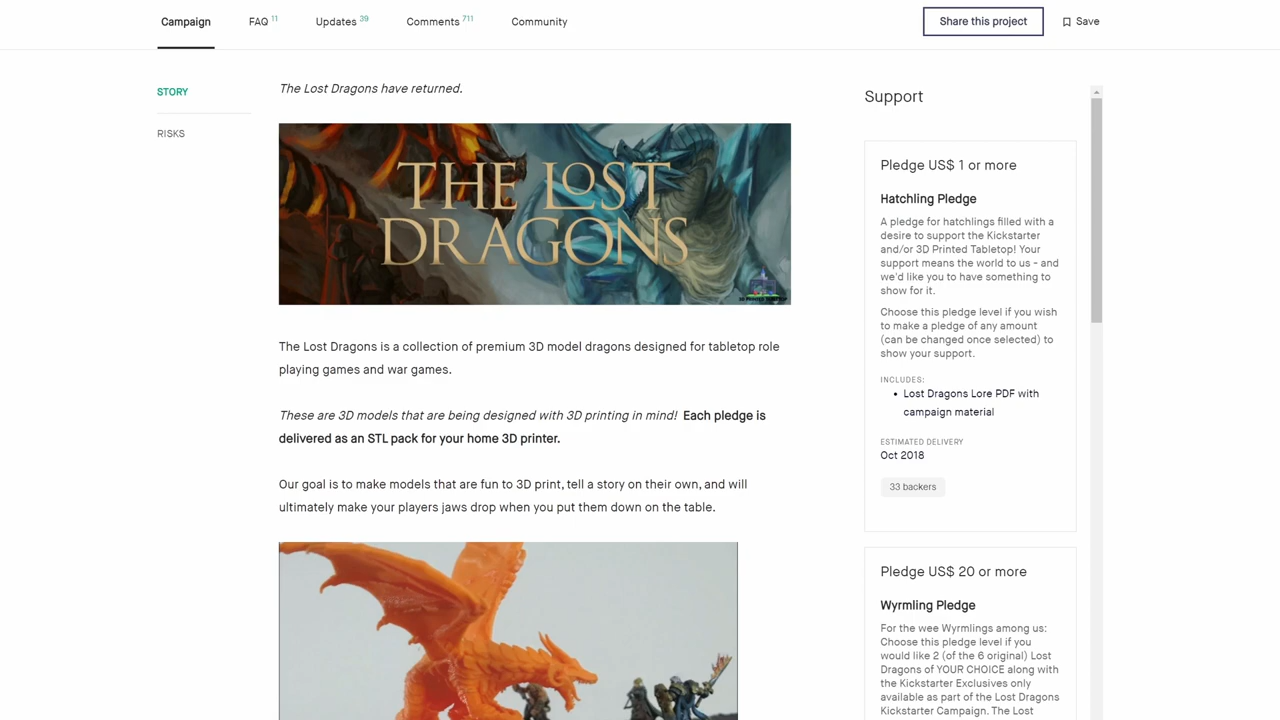 Campaign
FAQ 11
Updates 39
Comments 711
Community
Share this project
Save
STORY
RISKS
The Lost Dragons have returned.
THE LOST
DRAGONS
The Lost Dragons is a collection of premium 3D model dragons designed for tabletop role
playing games and war games.
These are 3D models that are being designed with 3D printing in mind! Each pledge is
delivered as an STL pack for your home 3D printer.
Our goal is to make models that are fun to 3D print, tell a story on their own, and will
ultimately make your players jaws drop when you put them down on the table.
Support
Pledge US$ 1 or more
Hatchling Pledge
A pledge for hatchlings filled with a
desire to support the Kickstarter
and/or 3D Printed Tabletop! Your
support means the world to us - and
we'd like you to have something to
show for it.
Choose this pledge level if you wish
to make a pledge of any amount
(can be changed once selected) to
show your support.
INCLUDES:
• Lost Dragons Lore PDF with
campaign material
ESTIMATED DELIVERY
Oct 2018
33 backers
Pledge US$ 20 or more
Wyrmling Pledge
For the wee Wyrmlings among us:
Choose this pledge level if you
would like 2 (of the 6 original) Lost
Dragons of YOUR CHOICE along with
the Kickstarter Exclusives only
available as part of the Lost Dragons
Kickstarter Campaign. The Lost